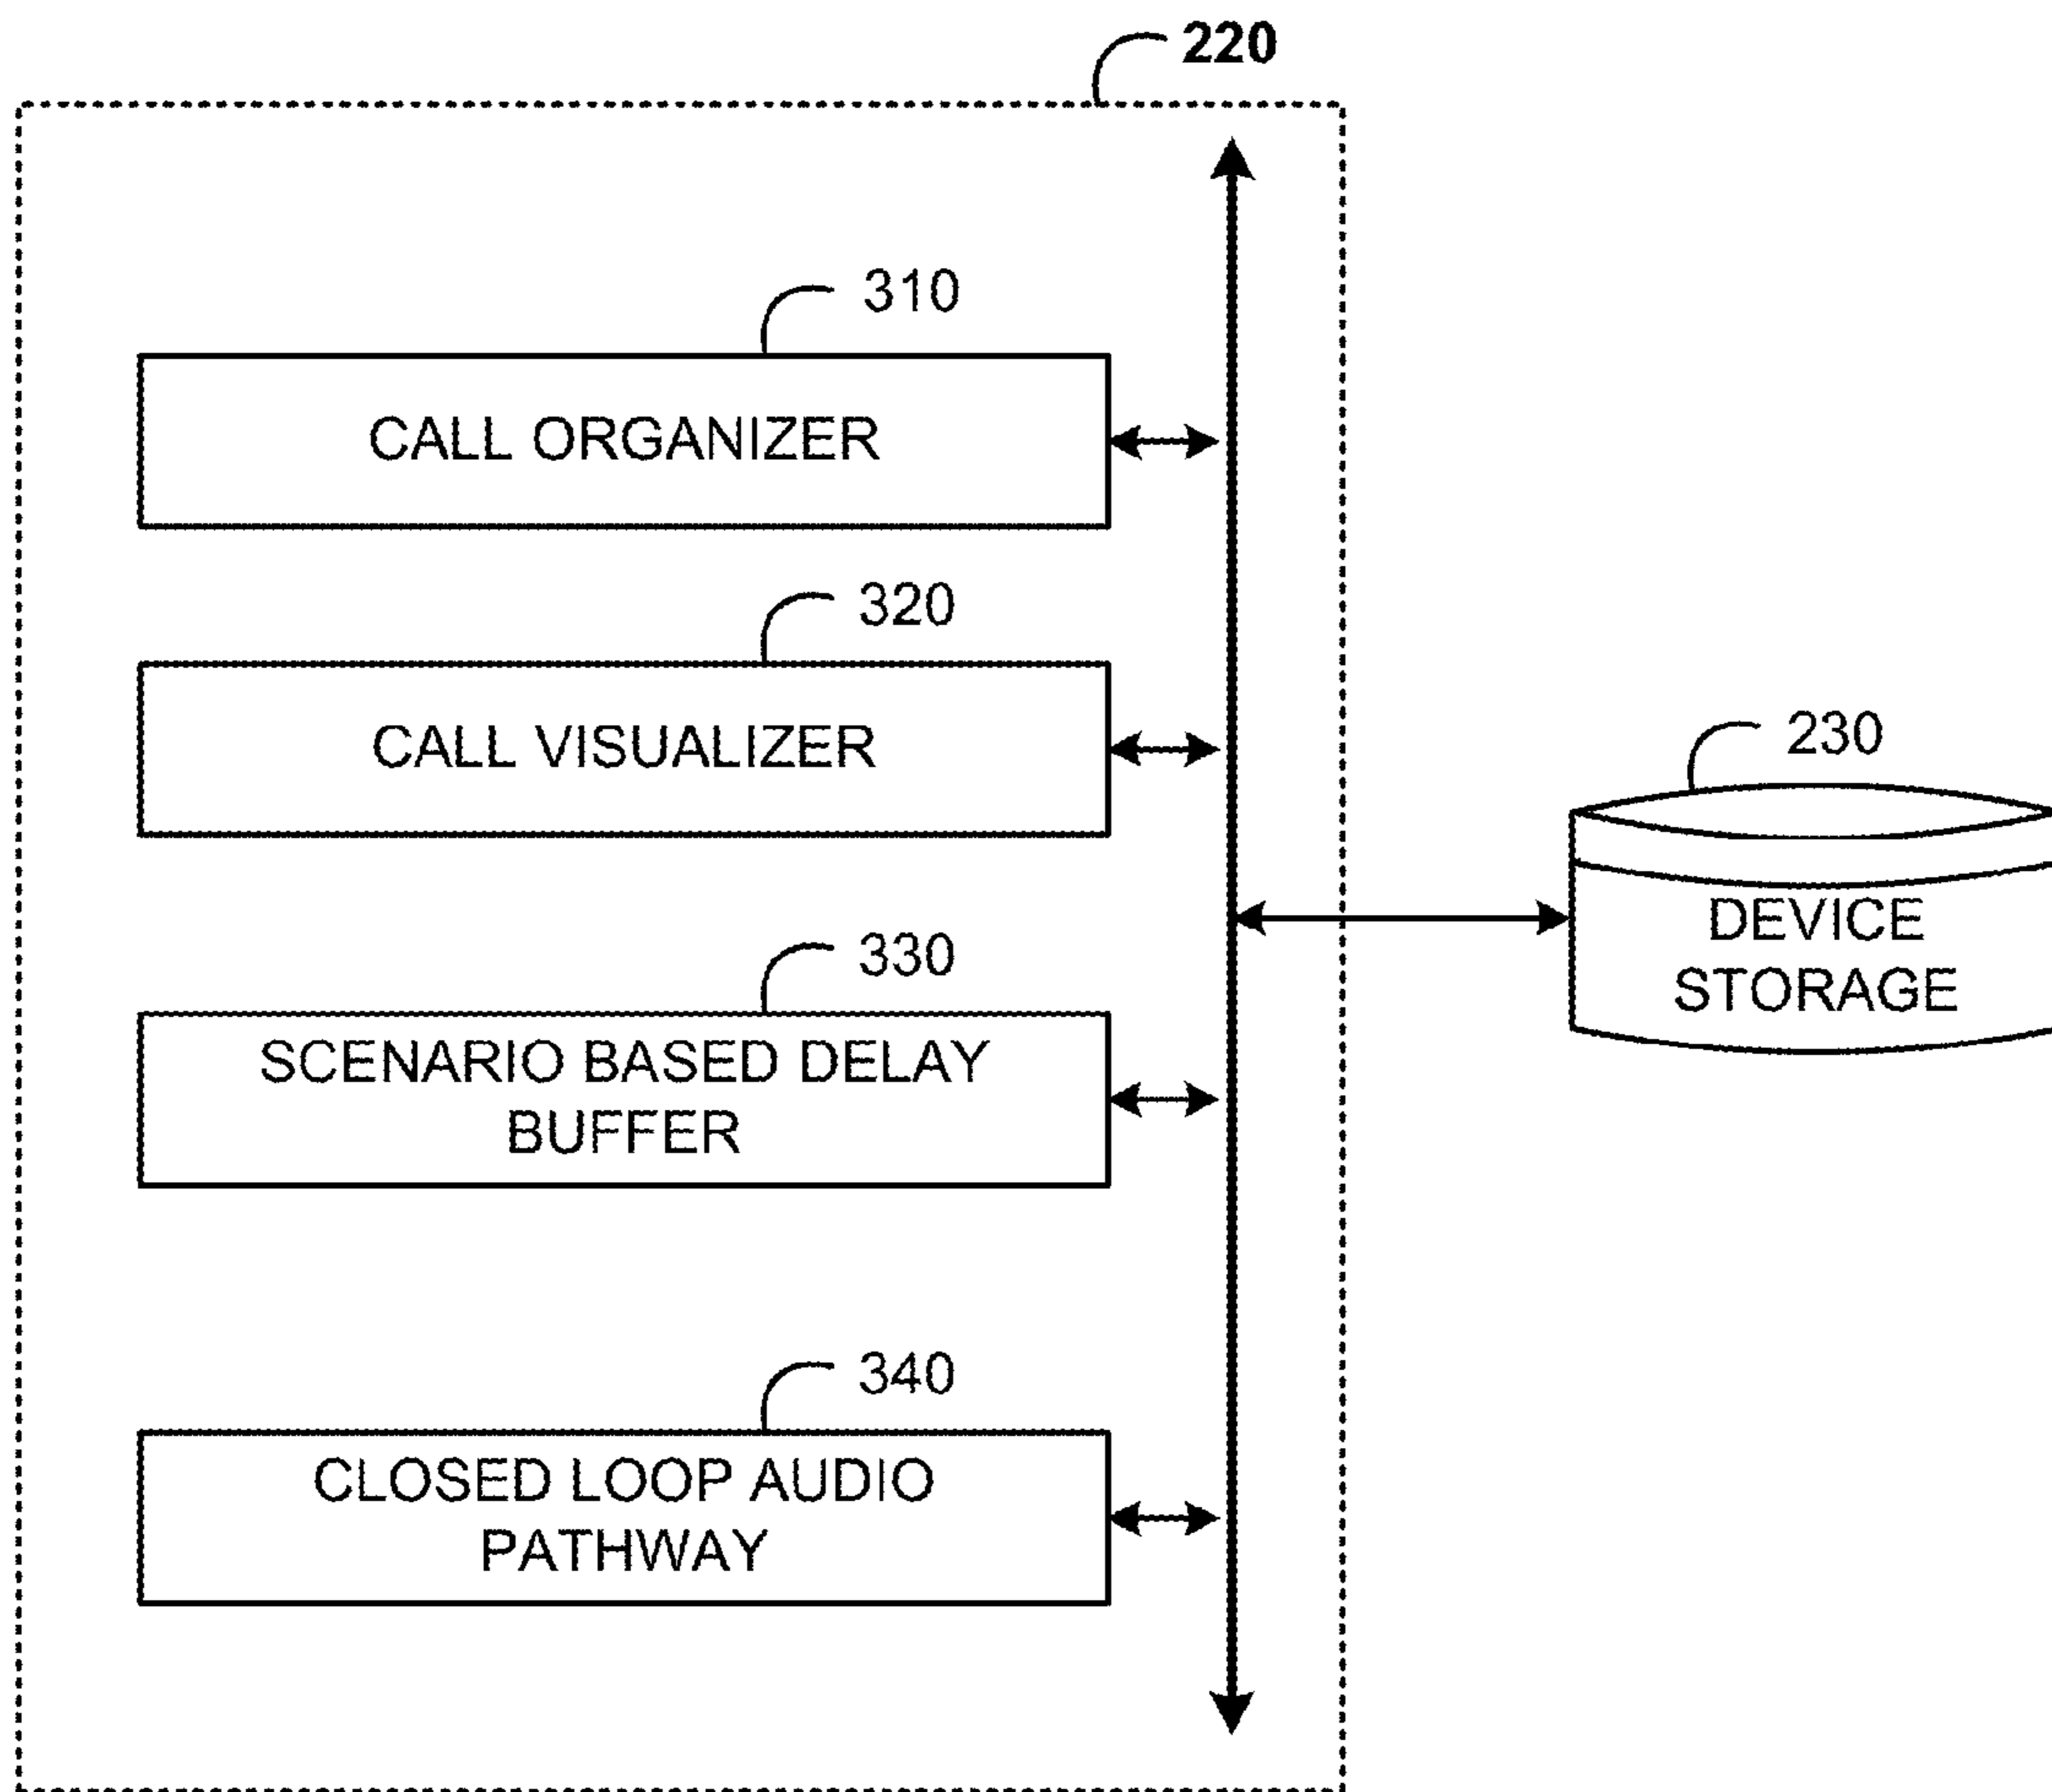 220
310
CALL ORGANIZER
320
CALL VISUALIZER
230
DEVICE
STORAGE
330
SCENARIO BASED DELAY
BUFFER
340
CLOSED LOOP AUDIO
PATHWAY